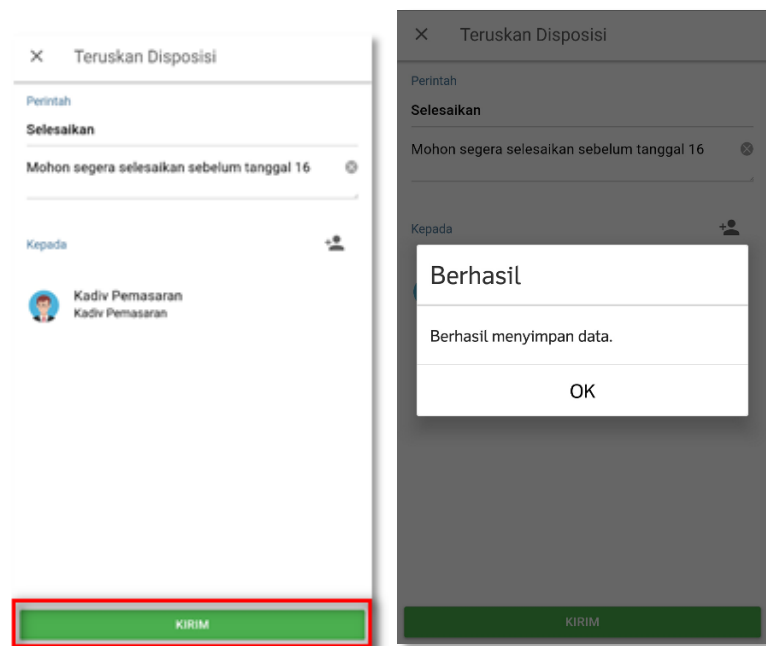 Teruskan Disposisi
Perintah
Selesaikan
Mohon segera selesaikan sebelum tanggal 16
Kepada
Kadiv Pemasaran
Kadiv Pemasaran
KIRIM
Teruskan Disposisi
Perintah
Selesaikan
Mohon segera selesaikan sebelum tanggal 16
Kepada
Berhasil
Berhasil menyimpan data.
OK
KIRIM